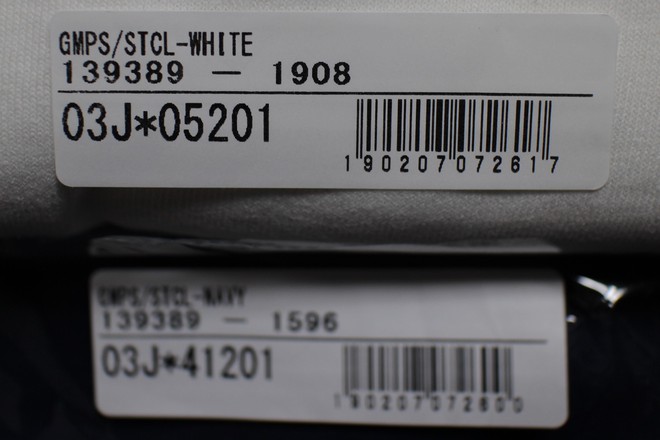 GMPS/STCL-WHITE
139389 — 1908
03J*05201
190207072617
GMPS/STCL-NAVY
139389 — 1596
03J*41201
190207072600